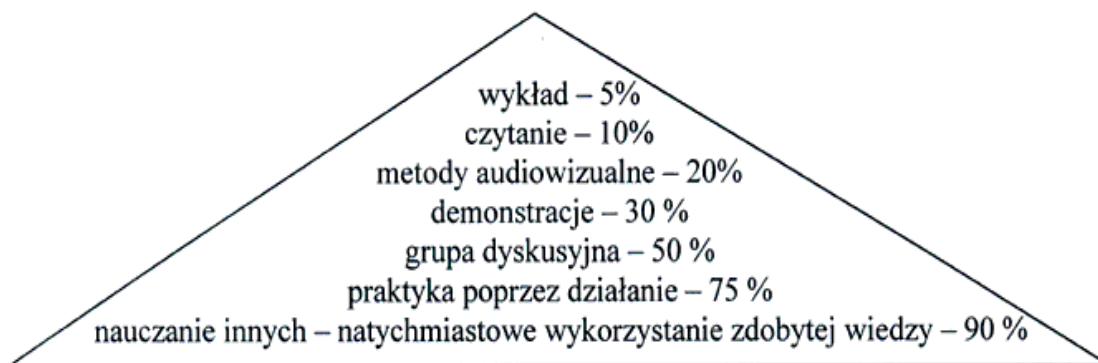 wykład – 5%
czytanie – 10%
metody audiowizualne – 20%
demonstracje – 30 %
grupa dyskusyjna – 50 %
praktyka poprzez działanie – 75 %
nauczanie innych – natychmiastowe wykorzystanie zdobytej wiedzy – 90 %